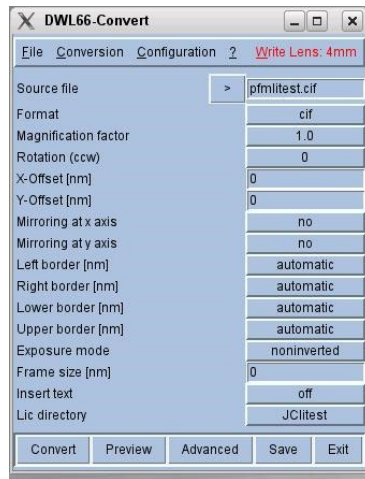 DWL66-Convert
File Conversion Configuration ? Write Lens: 4mm
Source file > pfmlitest.cif
Format cif
Magnification factor 1.0
Rotation (ccw) 0
X-Offset [nm] 0
Y-Offset [nm] 0
Mirroring at x axis no
Mirroring at y axis no
Left border [nm] automatic
Right border [nm] automatic
Lower border [nm] automatic
Upper border [nm] automatic
Exposure mode noninverted
Frame size [nm] 0
Insert text off
Lic directory JClitest
Convert Preview Advanced Save Exit